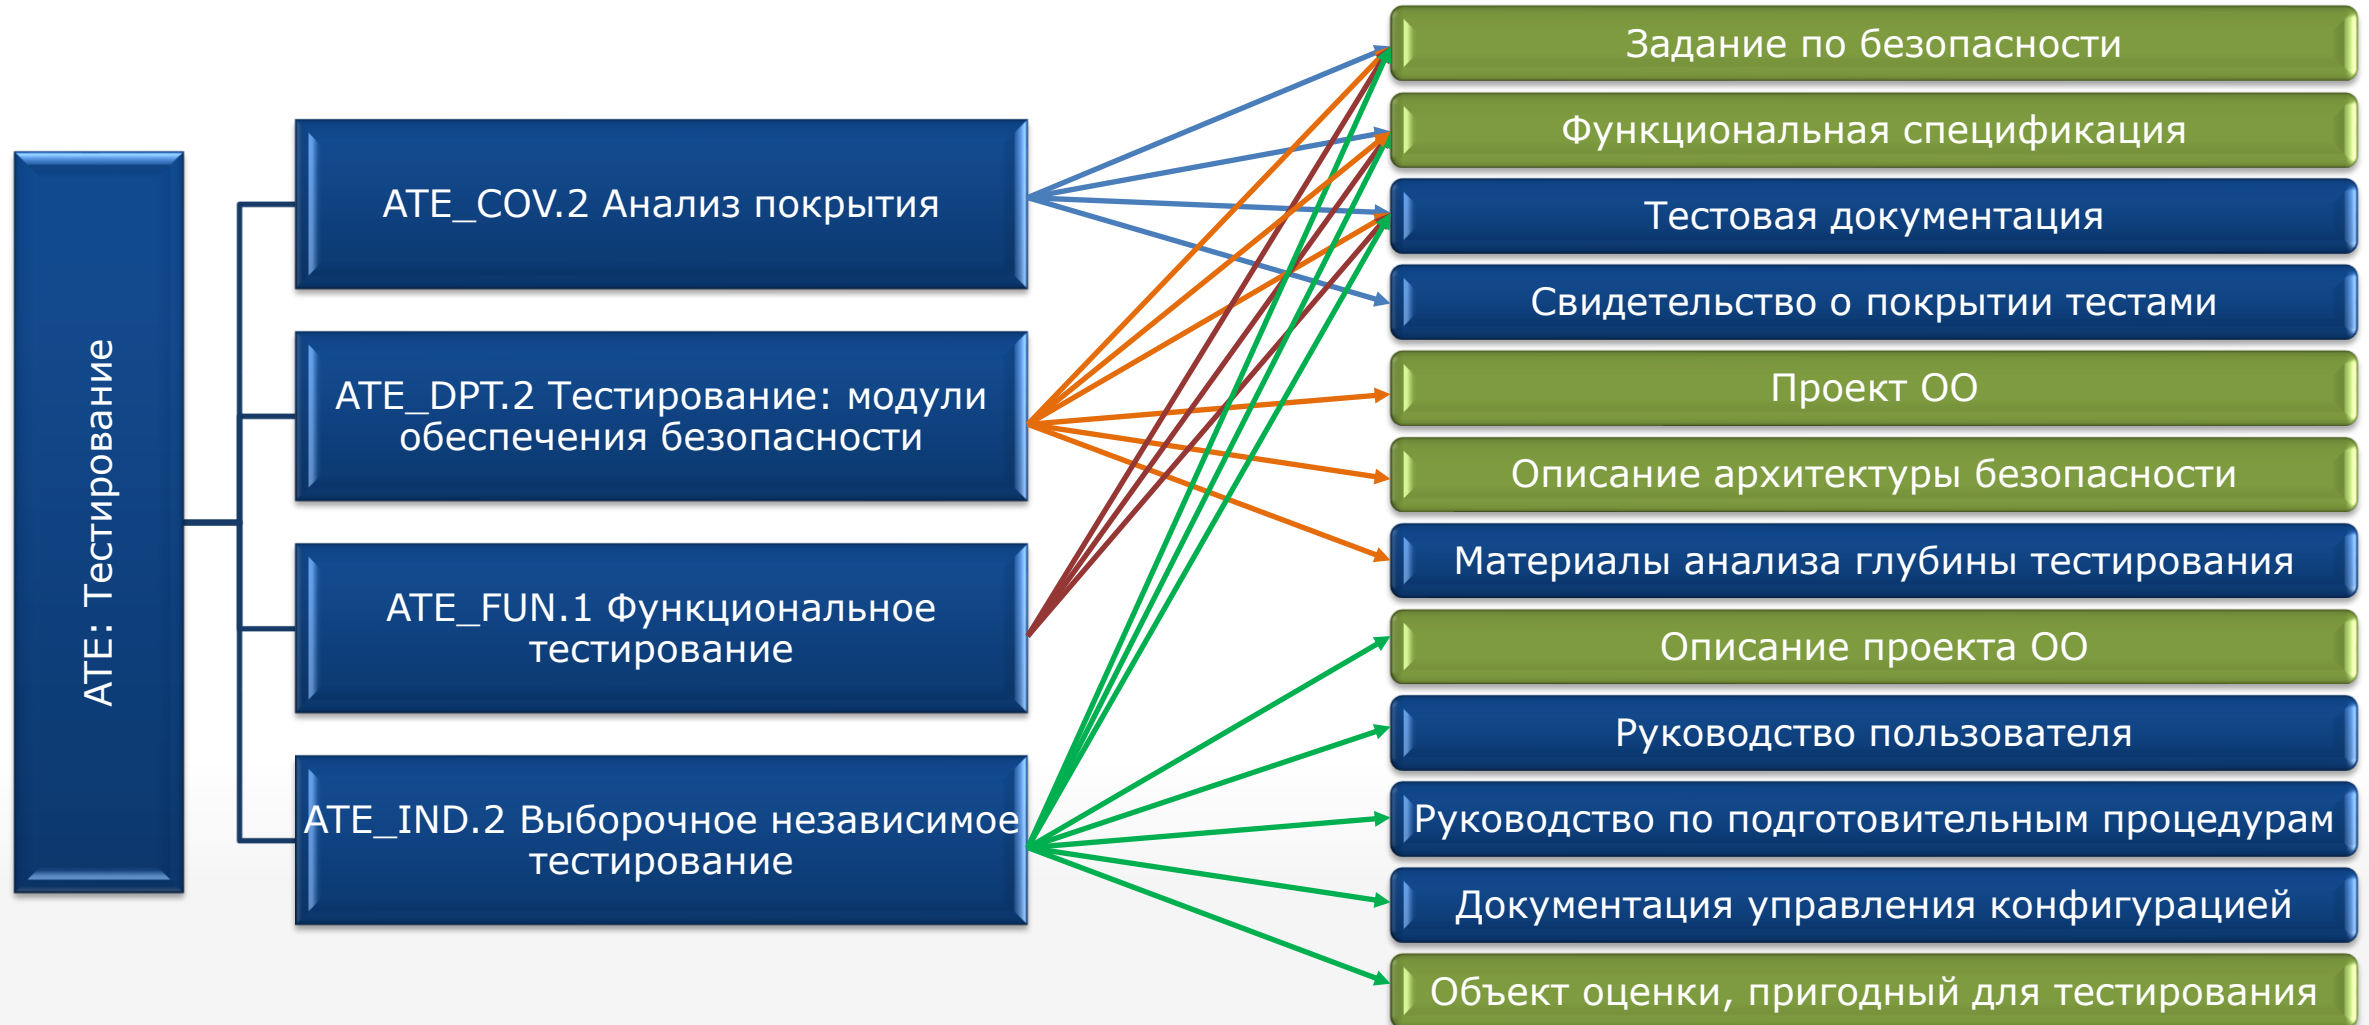 АТЕ: Тестирование
ATE_COV.2 Анализ покрытия
ATE_DPT.2 Тестирование: модули
обеспечения безопасности
ATE_FUN.1 Функциональное
тестирование
ATE_IND.2 Выборочное независимое
тестирование
Задание по безопасности
Функциональная спецификация
Тестовая документация
Свидетельство о покрытии тестами
Проект ОО
Описание архитектуры безопасности
Материалы анализа глубины тестирования
Описание проекта ОО
Руководство пользователя
Руководство по подготовительным процедурам
Документация управления конфигурацией
Объект оценки, пригодный для тестирования